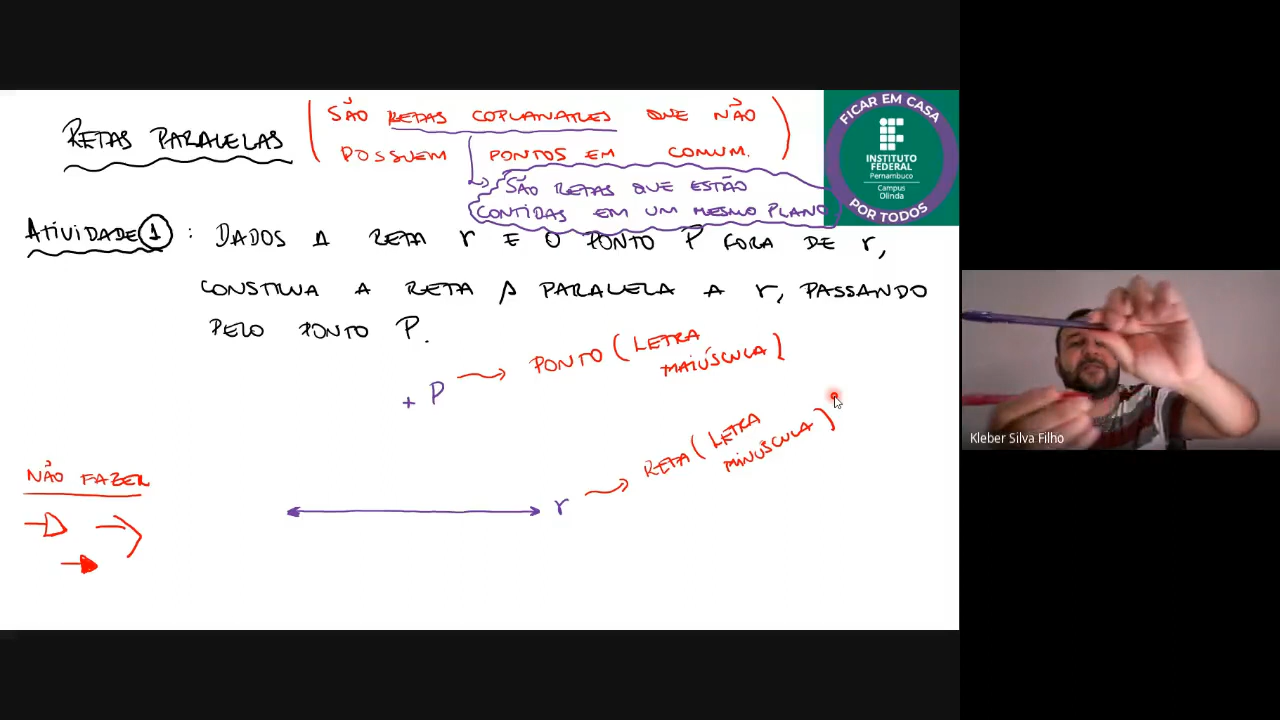 RETAS PARALELAS
(SÃO RETAS COPLANARES QUE NÃO
POSSUEM PONTOS EM COMUM.)
SÃO RETAS QUE ESTÃO
CONTIDAS EM UM MESMO PLANO
FICAR EM CASA
INSTITUTO
FEDERAL
Pernambuco
Campus
Olinda
POR TODOS
ATIVIDADE 1: DADOS A RETA r E O PONTO P FORA DE r,
CONSTRUA A RETA s PARALELA A r, PASSANDO
PELO PONTO P.
+ P → PONTO (LETRA
MAIÚSCULA)
r → RETA (LETRA
MINÚSCULA)
NÃO FAZER
Kleber Silva Filho